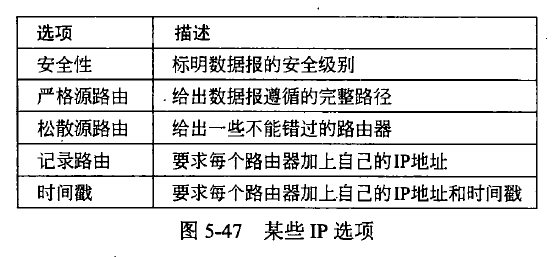 选项 描述
安全性 标明数据报的安全级别
严格源路由 给出数据报遵循的完整路径
松散源路由 给出一些不能错过的路由器
记录路由 要求每个路由器加上自己的IP地址
时间戳 要求每个路由器加上自己的IP地址和时间戳
图 5-47 某些 IP 选项